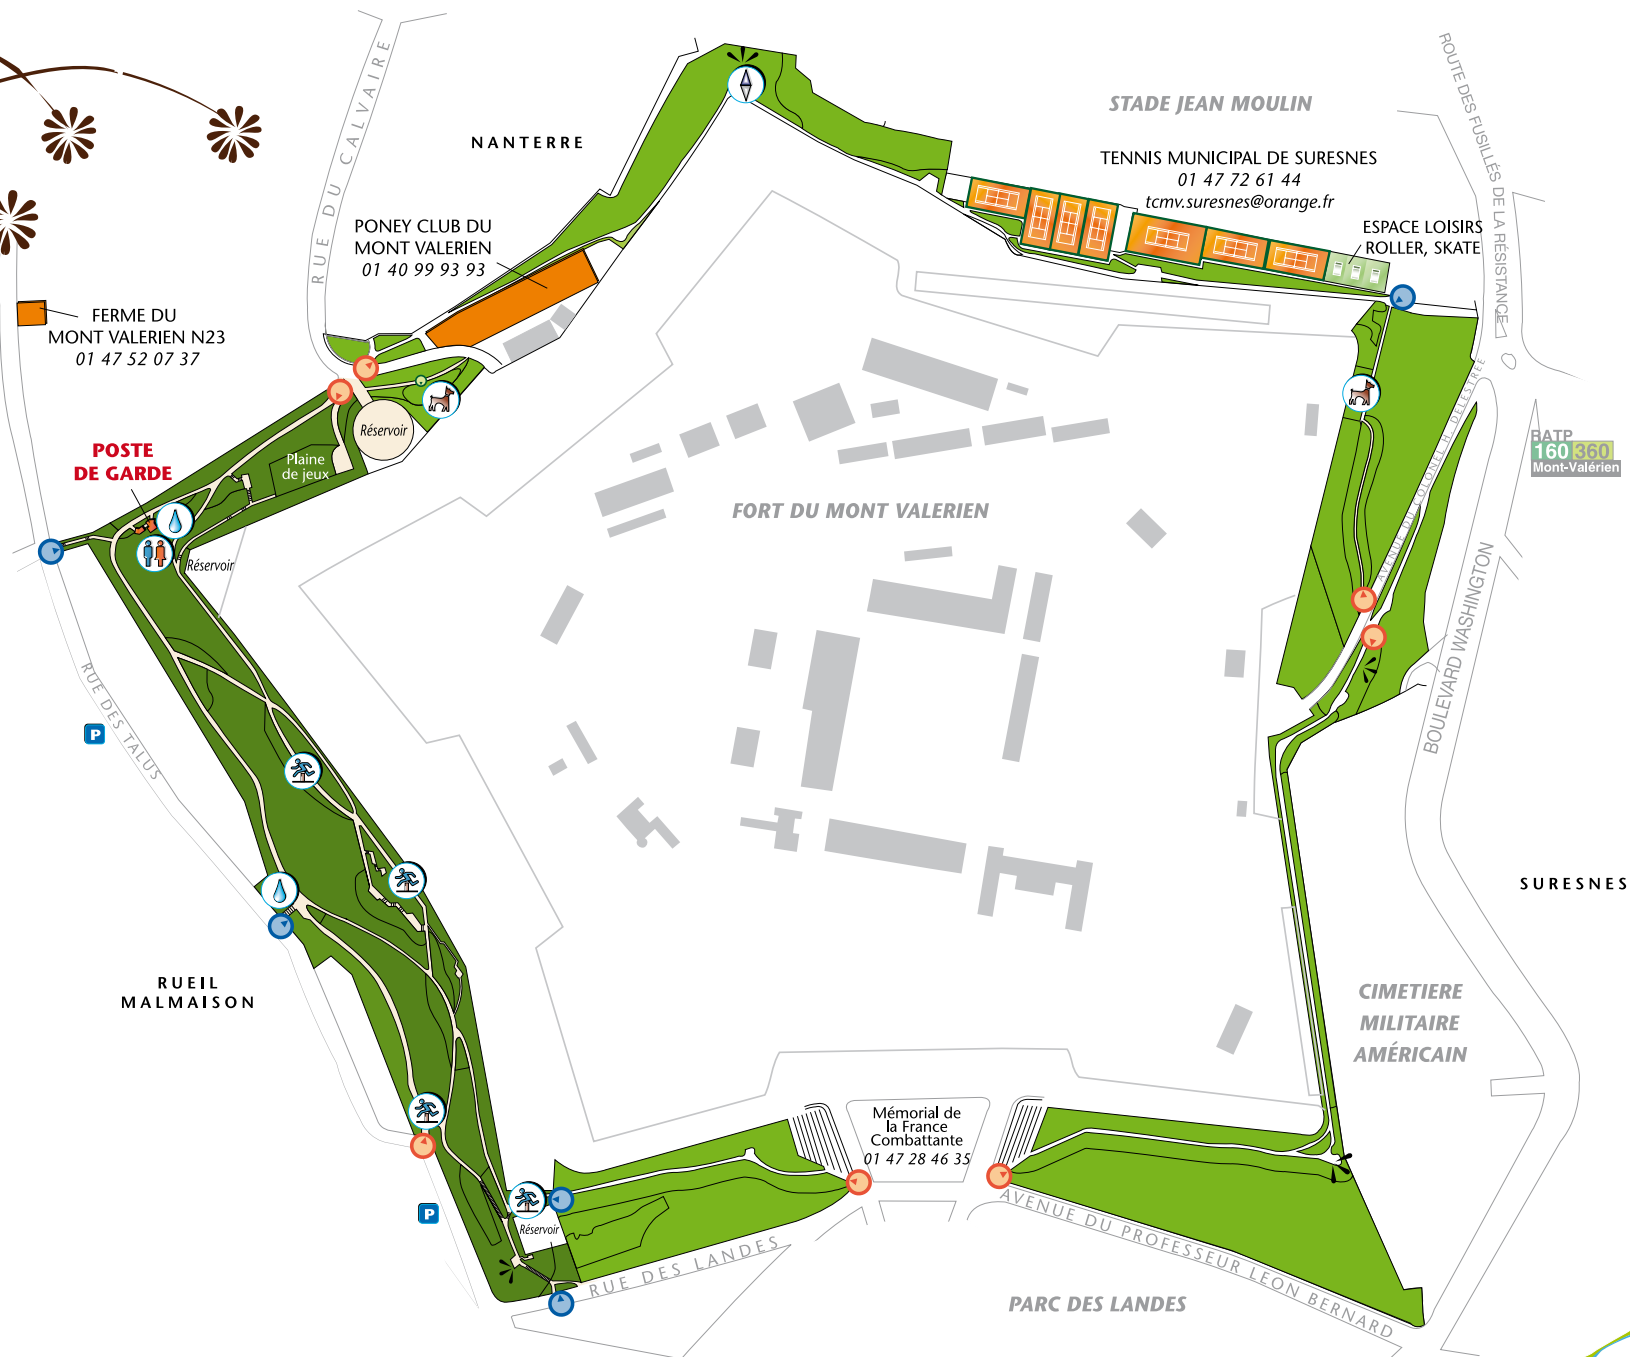 RUE DU CALVAIRE
NANTERRE
STADE JEAN MOULIN
ROUTE DES FUSILLÉS DE LA RÉSISTANCE
TENNIS MUNICIPAL DE SURESNES
01 47 72 61 44
tcmv.suresnes@orange.fr
ESPACE LOISIRS
ROLLER, SKATE
PONEY CLUB DU
MONT VALERIEN
01 40 99 93 93
FERME DU
MONT VALERIEN N23
01 47 52 07 37
Réservoir
POSTE
DE GARDE
Plaine
de jeux
AVENUE DU COLONEL H. DELESTREE
RATP
160 360
Mont-Valérien
FORT DU MONT VALERIEN
Réservoir
BOULEVARD WASHINGTON
RUE DES TALUS
P
SURESNES
RUEIL
MALMAISON
CIMETIERE
MILITAIRE
AMÉRICAIN
Mémorial de
la France
Combattante
01 47 28 46 35
P
Réservoir
RUE DES LANDES
AVENUE DU PROFESSEUR LEON BERNARD
PARC DES LANDES